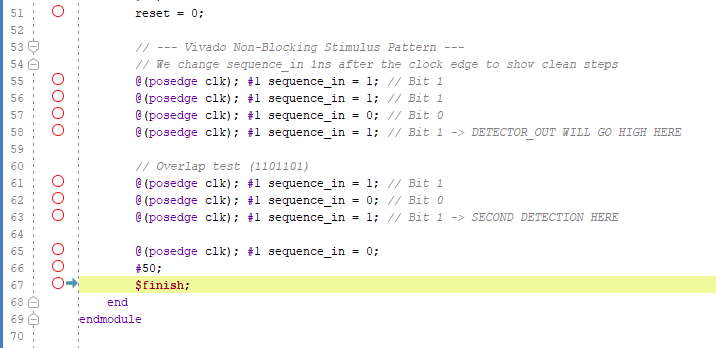 51 reset = 0;
52
53 // --- Vivado Non-Blocking Stimulus Pattern ---
54 // We change sequence_in 1ns after the clock edge to show clean steps
55 @(posedge clk); #1 sequence_in = 1; // Bit 1
56 @(posedge clk); #1 sequence_in = 1; // Bit 1
57 @(posedge clk); #1 sequence_in = 0; // Bit 0
58 @(posedge clk); #1 sequence_in = 1; // Bit 1 -> DETECTOR_OUT WILL GO HIGH HERE
59
60 // Overlap test (1101101)
61 @(posedge clk); #1 sequence_in = 1; // Bit 1
62 @(posedge clk); #1 sequence_in = 0; // Bit 0
63 @(posedge clk); #1 sequence_in = 1; // Bit 1 -> SECOND DETECTION HERE
64
65 @(posedge clk); #1 sequence_in = 0;
66 #50;
67 $finish;
68 end
69 endmodule
70